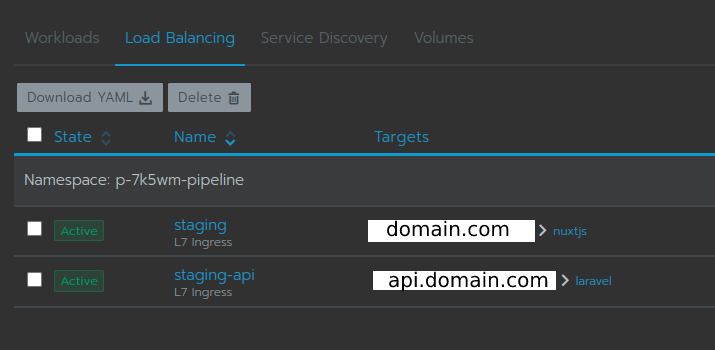 Workloads Load Balancing Service Discovery Volumes
Download YAML Delete
State Name Targets
Namespace: p-7k5wm-pipeline
Active staging domain.com nuxtjs
L7 Ingress
Active staging-api api.domain.com laravel
L7 Ingress